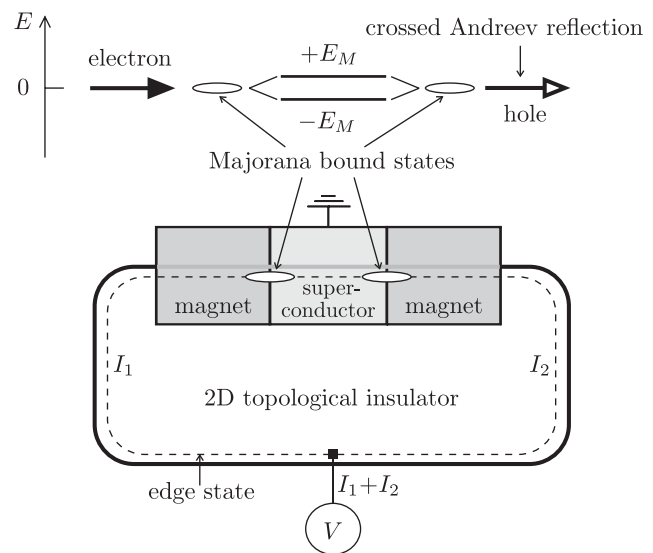 E
crossed Andreev reflection
electron
+E_M
0
−E_M
hole
Majorana bound states
super-
conductor
magnet
magnet
I_1
I_2
2D topological insulator
edge state
I_1+I_2
V